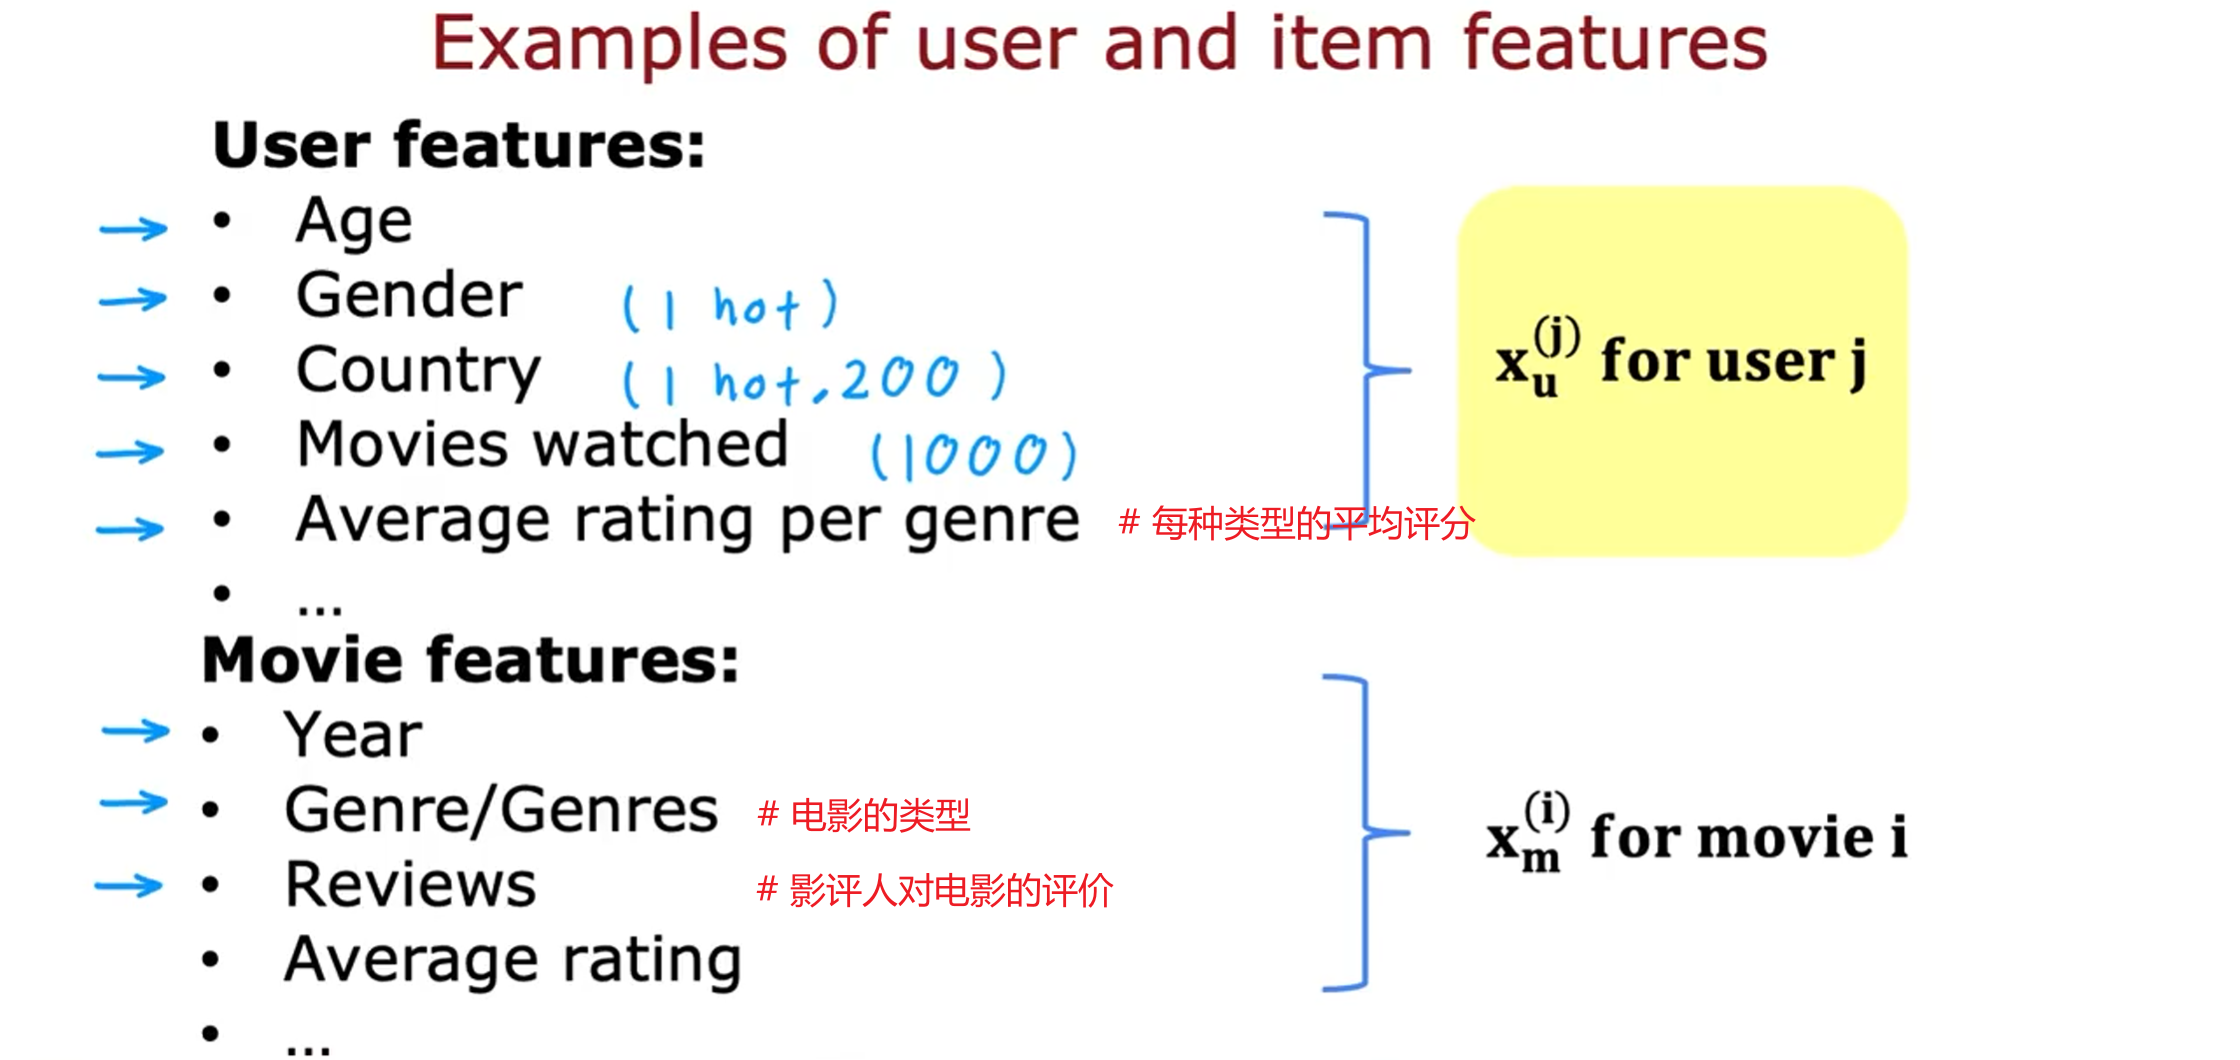 Examples of user and item features
User features:
• Age
• Gender (1 hot)
• Country (1 hot, 200)
• Movies watched (1000)
• Average rating per genre # 每种类型的平均评分
• ...
x_u^(j) for user j
Movie features:
• Year
• Genre/Genres # 电影的类型
• Reviews # 影评人对电影的评价
• Average rating
• ...
x_m^(i) for movie i